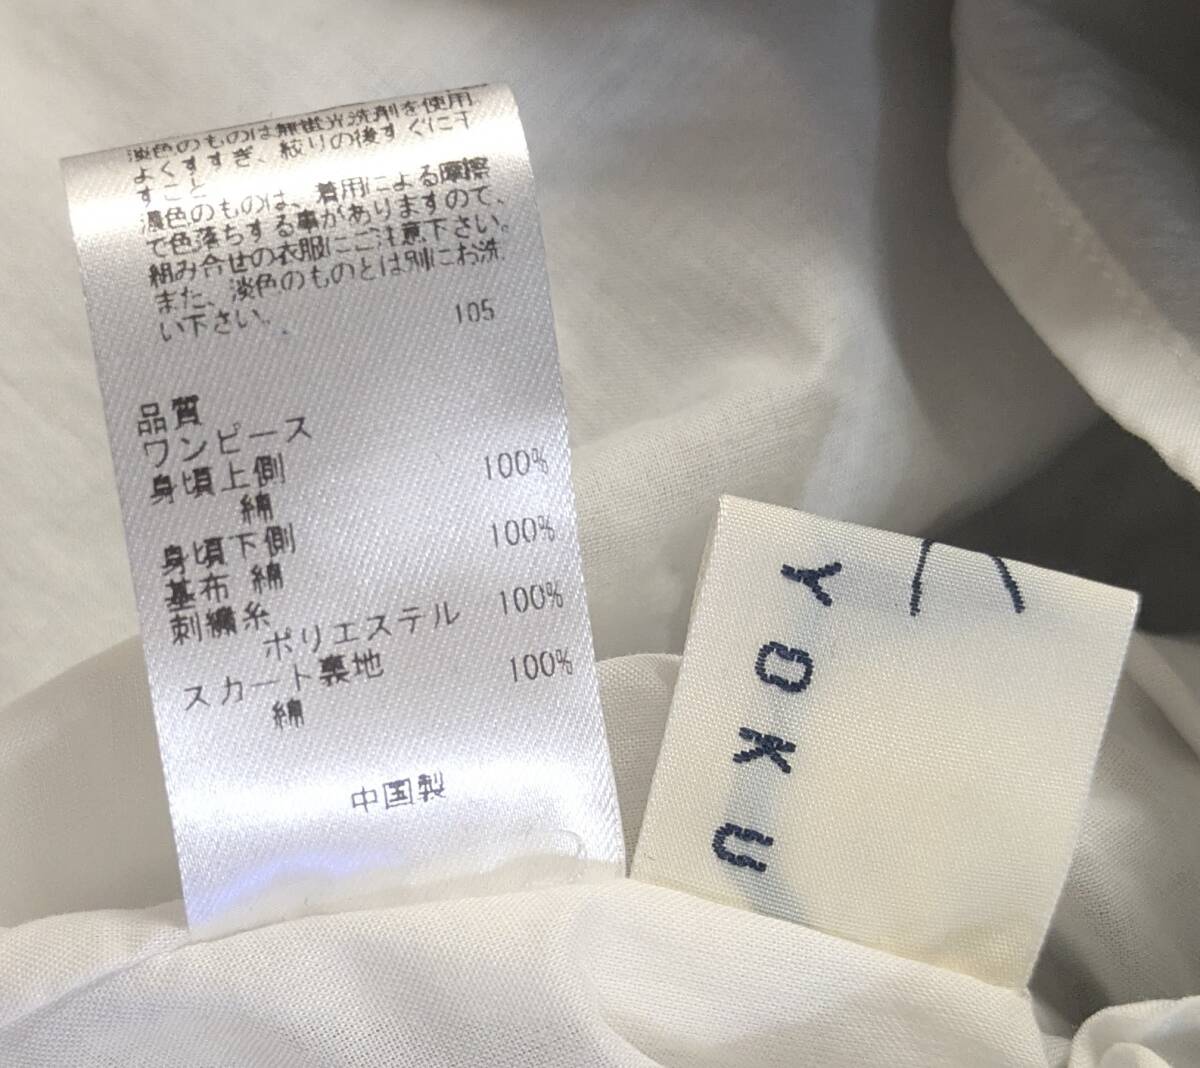 淡色のものは無蛍光洗剤を使用
よくすすぎ、絞りの後すぐに干
すこと
濃色のものは、着用による摩擦
で色落ちする事がありますので、
組み合せの衣服にご注意下さい。
また、淡色のものとは別にお洗
い下さい。 105
品質
ワンピース
身頃上側
綿 100%
身頃下側
基布 綿 100%
刺繍糸
ポリエステル 100%
スカート裏地
綿 100%
中国製
YOKU